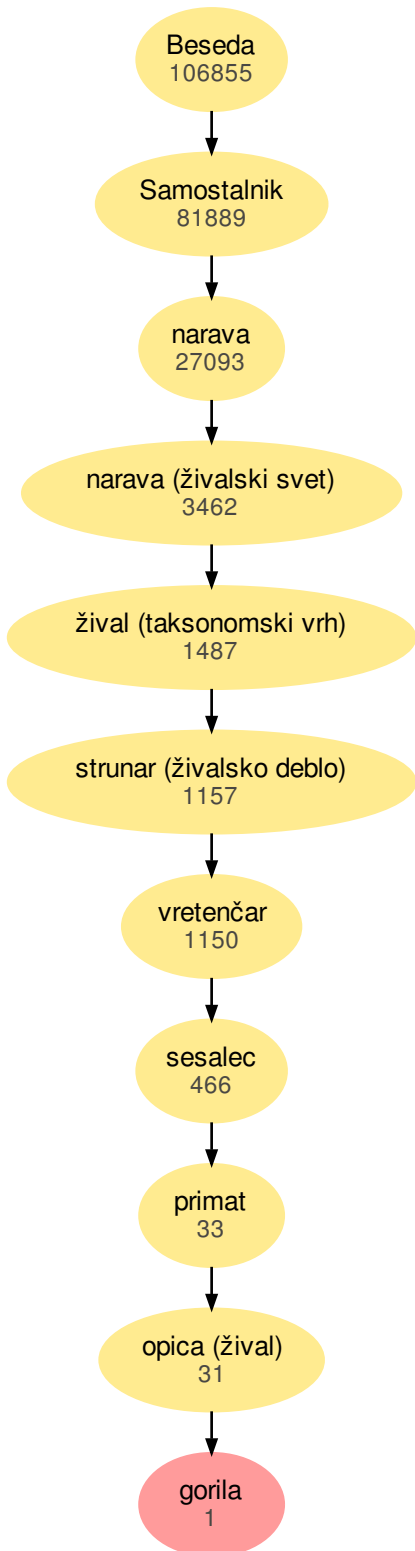 Beseda
106855
Samostalnik
81889
narava
27093
narava (živalski svet)
3462
žival (taksonomski vrh)
1487
strunar (živalsko deblo)
1157
vretenčar
1150
sesalec
466
primat
33
opica (žival)
31
gorila
1